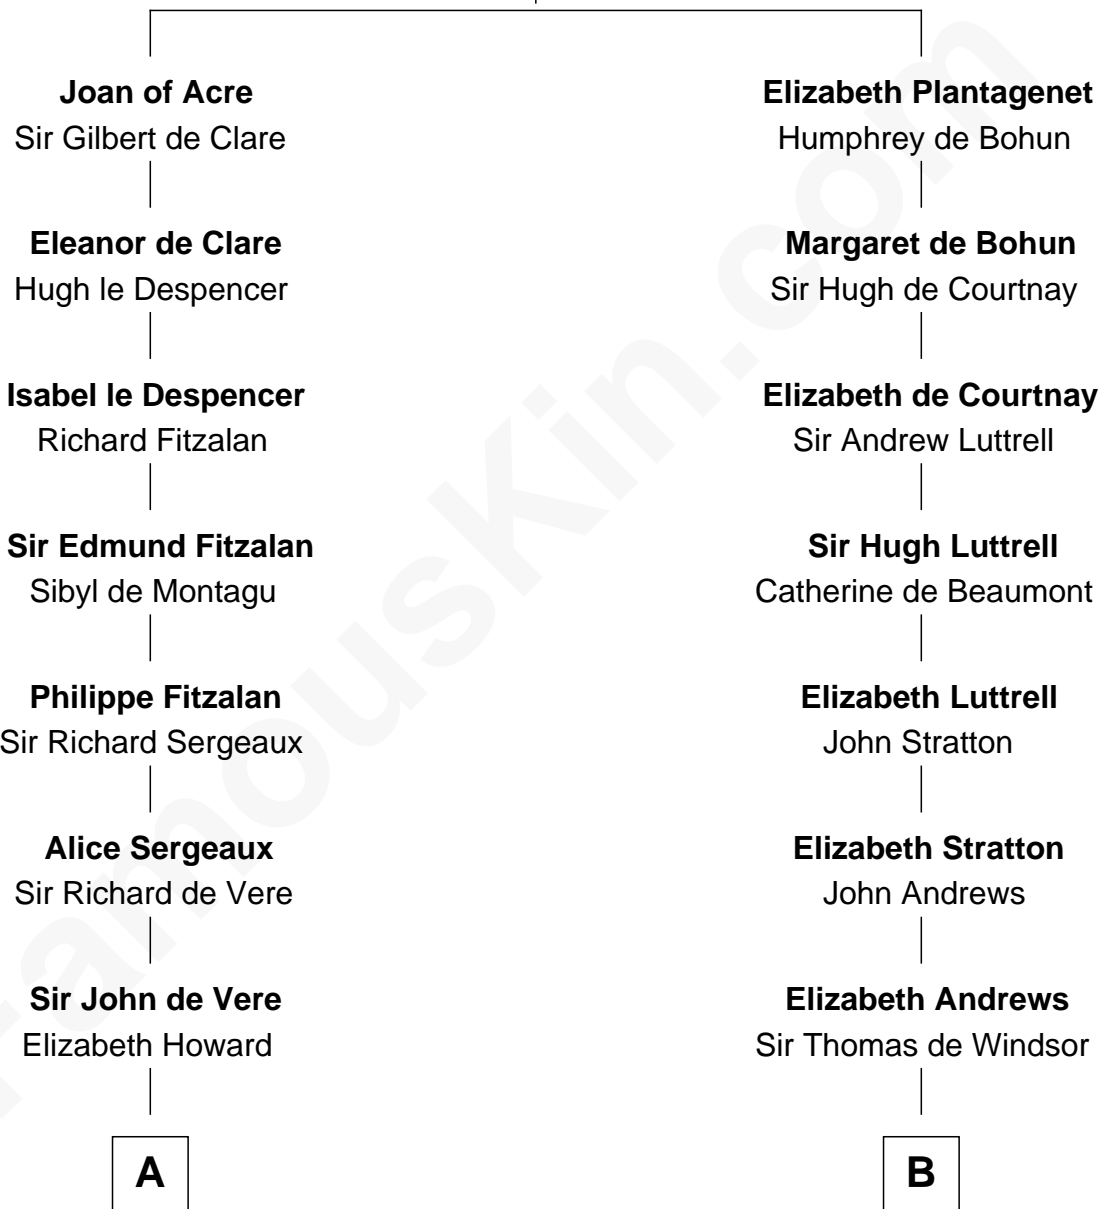 Joan of Acre
Sir Gilbert de Clare
Eleanor de Clare
Hugh le Despencer
Isabel le Despencer
Richard Fitzalan
Sir Edmund Fitzalan
Sibyl de Montagu
Philippe Fitzalan
Sir Richard Sergeaux
Alice Sergeaux
Sir Richard de Vere
Sir John de Vere
Elizabeth Howard
A
Elizabeth Plantagenet
Humphrey de Bohun
Margaret de Bohun
Sir Hugh de Courtnay
Elizabeth de Courtnay
Sir Andrew Luttrell
Sir Hugh Luttrell
Catherine de Beaumont
Elizabeth Luttrell
John Stratton
Elizabeth Stratton
John Andrews
Elizabeth Andrews
Sir Thomas de Windsor
B
FamousKin.com